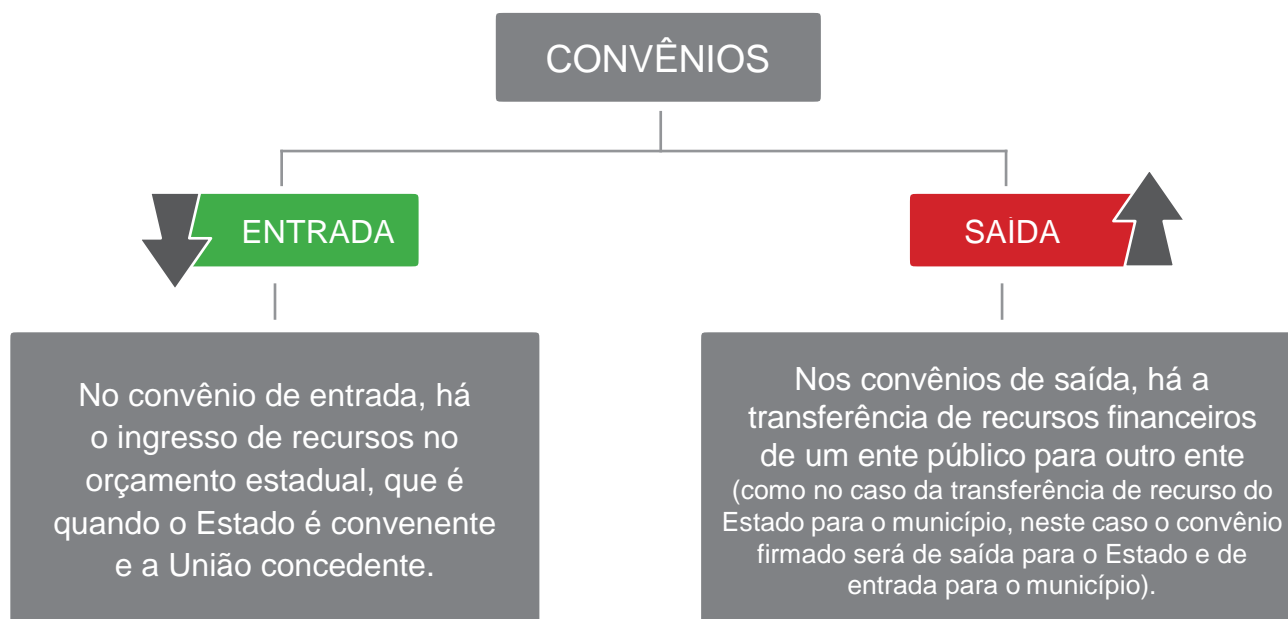 CONVÊNIOS
ENTRADA
SAÍDA
No convênio de entrada, há
o ingresso de recursos no
orçamento estadual, que é
quando o Estado é convenente
e a União concedente.
Nos convênios de saída, há a
transferência de recursos financeiros
de um ente público para outro ente
(como no caso da transferência de recurso do
Estado para o município, neste caso o convênio
firmado será de saída para o Estado e de
entrada para o município).